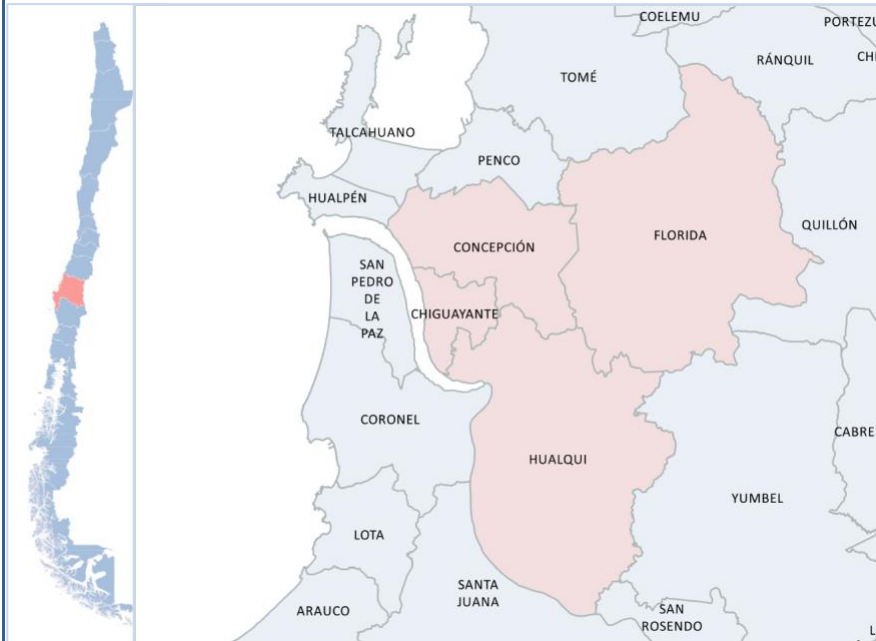 COELEMU
PORTEZU
RÁNQUIL
CHI
TOMÉ
TALCAHUANO
PENCO
HUALPÉN
QUILLÓN
FLORIDA
CONCEPCIÓN
SAN
PEDRO
DE
LA
PAZ
CHIGUAYANTE
CORONEL
CABRE
HUALQUI
YUMBEL
LOTA
SANTA
JUANA
ARAUCO
SAN
ROSENDO
L